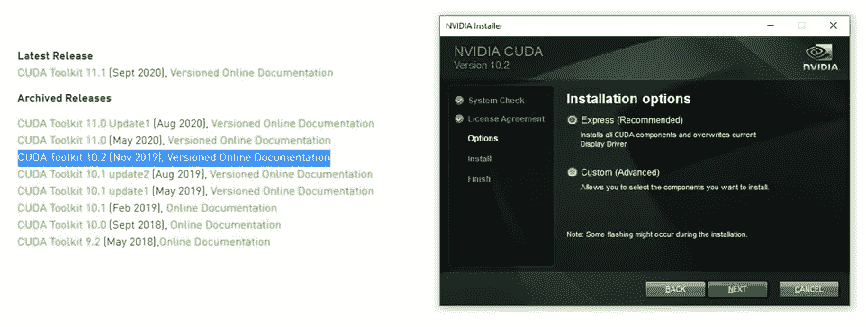 Latest Release
CUDA Toolkit 11.1 (Sept 2020), Versioned Online Documentation
Archived Releases
CUDA Toolkit 11.0 Update1 (Aug 2020), Versioned Online Documentation
CUDA Toolkit 11.0 (May 2020), Versioned Online Documentation
CUDA Toolkit 10.2 (Nov 2019), Versioned Online Documentation
CUDA Toolkit 10.1 update2 (Aug 2019), Versioned Online Documentation
CUDA Toolkit 10.1 update1 (May 2019), Versioned Online Documentation
CUDA Toolkit 10.1 (Feb 2019), Online Documentation
CUDA Toolkit 10.0 (Sept 2018), Online Documentation
CUDA Toolkit 9.2 (May 2018),Online Documentation
NVIDIA Installer
NVIDIA CUDA
Version 10.2
NVIDIA
System Check
License Agreement
Options
Install
Finish
Installation options
Express (Recommended)
Installs all CUDA components and overwrites current
Display Driver
Custom (Advanced)
Allows you to select the components you want to install.
Note: Some flashing might occur during the installation.
BACK
NEXT
CANCEL